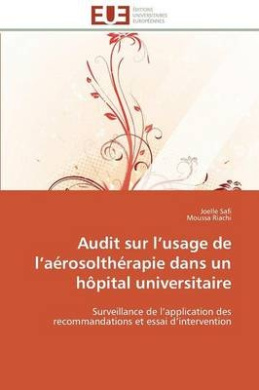 EUE
ÉDITIONS
UNIVERSITAIRES
EUROPÉENNES
Joelle Safi
Moussa Riachi
Audit sur l’usage de
l’aérosolthérapie dans un
hôpital universitaire
Surveillance de l’application des
recommandations et essai d’intervention